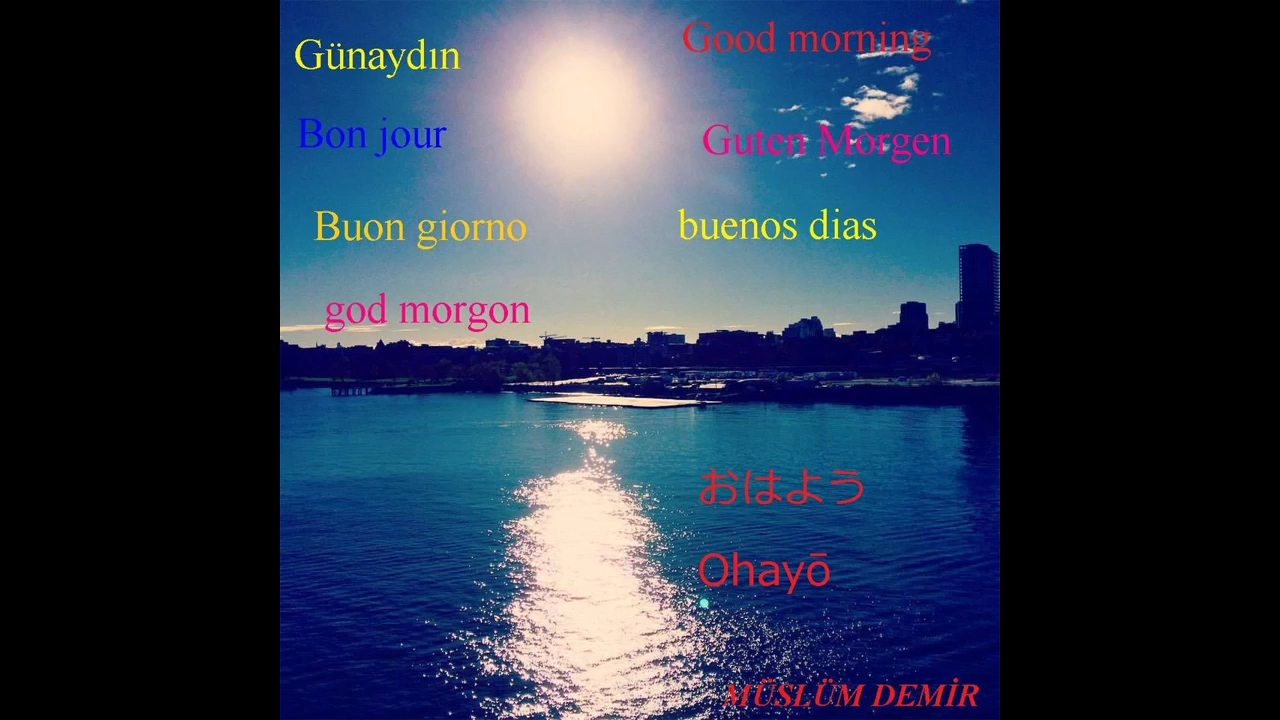 Günaydın
Good morning
Bon jour
Guten Morgen
Buon giorno
buenos dias
god morgon
おはよう
Ohayō
MÜSLÜM DEMİR